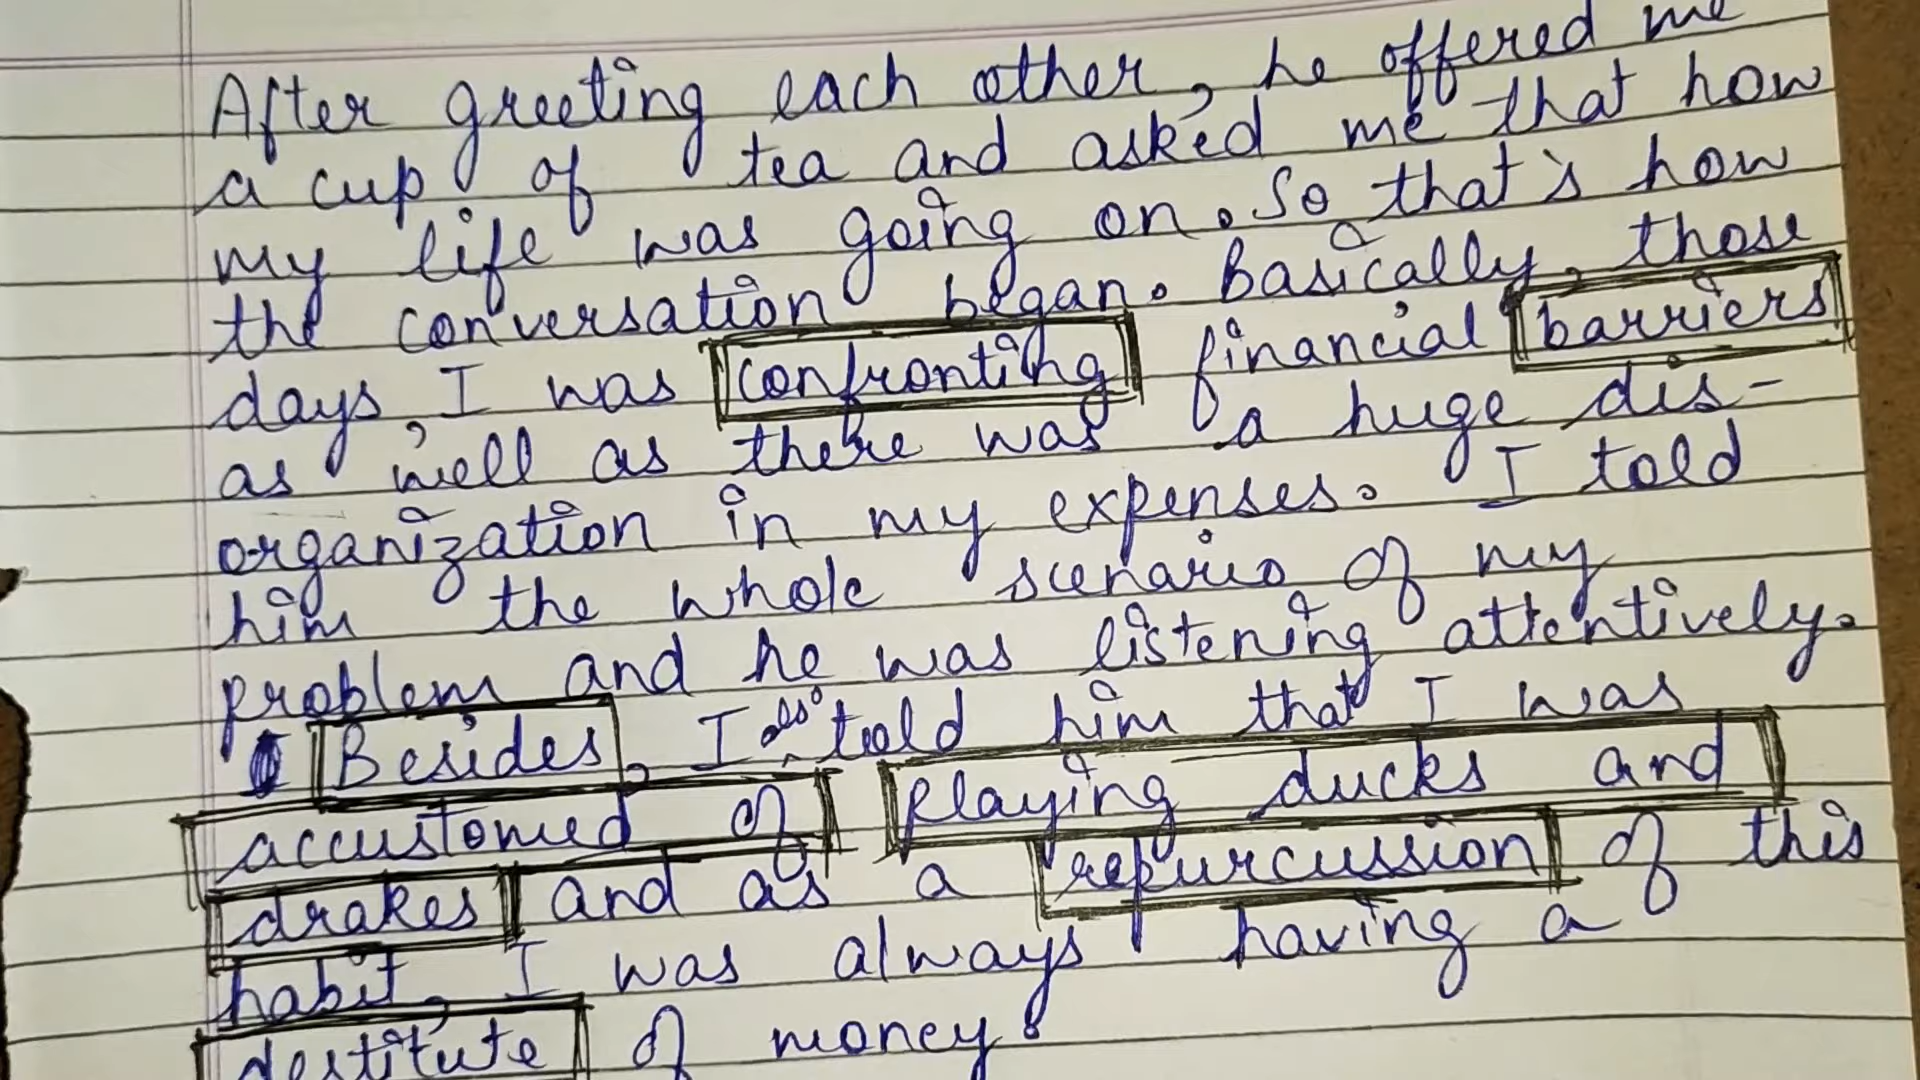 After greeting each other, he offered me
a cup of tea and asked me that how
my life was going on. So that's how
the conversation began. Basically, those
days, I was confronting financial barriers
as well as there was a huge dis-
organization in my expenses. I told
him the whole scenario of my
problem and he was listening attentively.
Besides, I also told him that I was
accustomed of playing ducks and
drakes and as a repurcussion of this
habit, I was always having a
destitute of money.